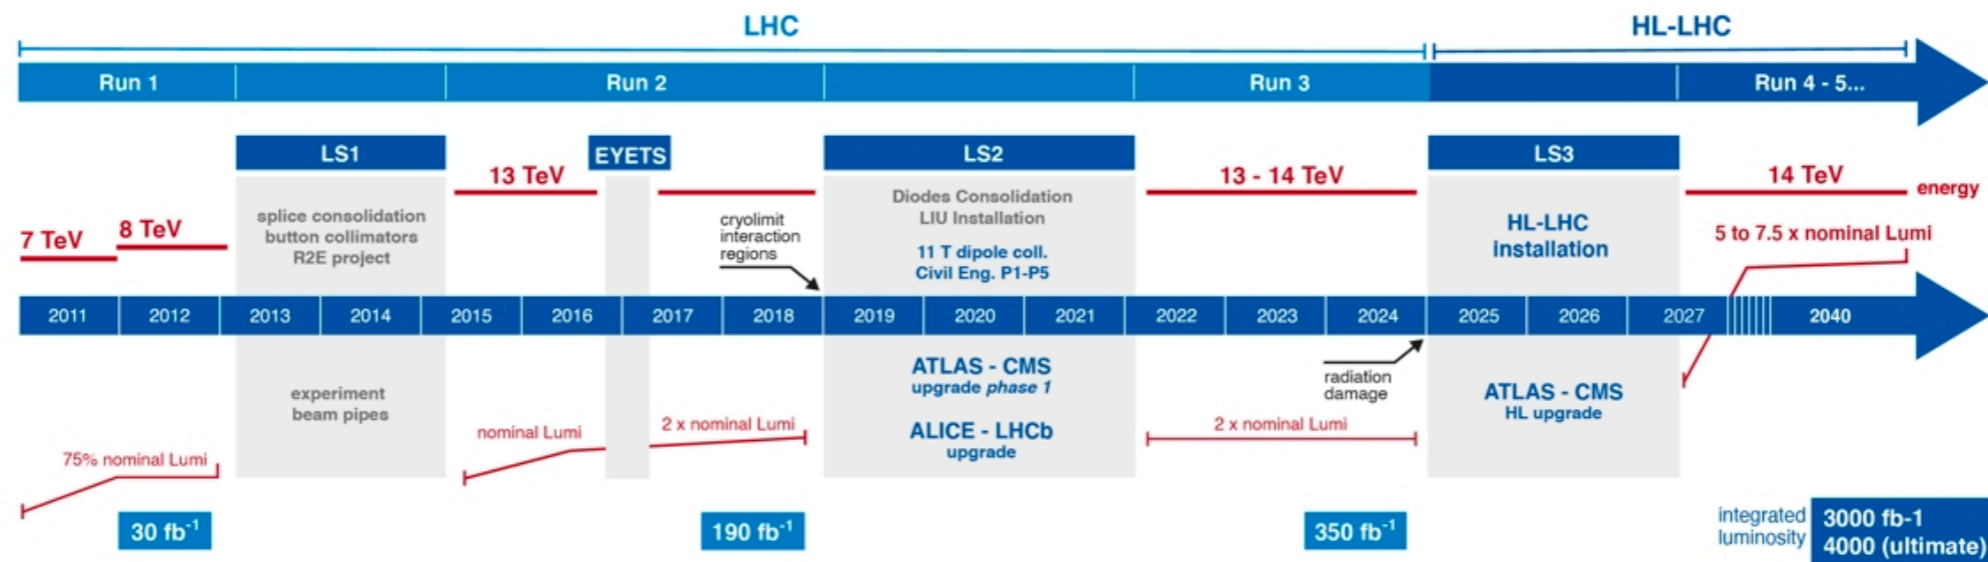 LHC
HL-LHC
Run 1
Run 2
Run 3
Run 4 - 5...
LS1
EYETS
LS2
LS3
13 TeV
13 - 14 TeV
14 TeV
energy
7 TeV
8 TeV
splice consolidation
button collimators
R2E project
cryolimit
interaction
regions
Diodes Consolidation
LIU Installation
11 T dipole coll.
Civil Eng. P1-P5
HL-LHC
installation
5 to 7.5 x nominal Lumi
2011
2012
2013
2014
2015
2016
2017
2018
2019
2020
2021
2022
2023
2024
2025
2026
2027
2040
experiment
beam pipes
ATLAS - CMS
upgrade phase 1
ALICE - LHCb
upgrade
radiation
damage
ATLAS - CMS
HL upgrade
75% nominal Lumi
nominal Lumi
2 x nominal Lumi
2 x nominal Lumi
30 fb⁻¹
190 fb⁻¹
350 fb⁻¹
integrated
luminosity
3000 fb-1
4000 (ultimate)